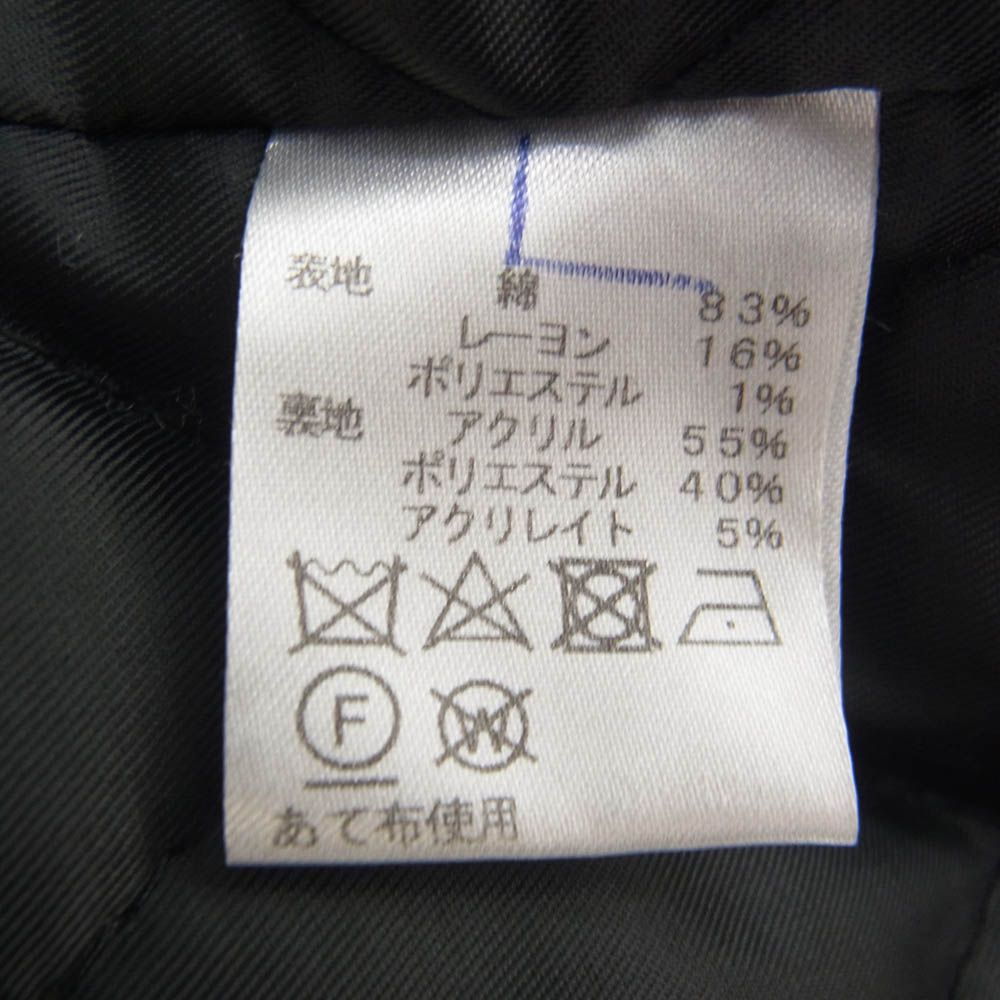 表地 綿 83%
レーヨン 16%
ポリエステル 1%
裏地 アクリル 55%
ポリエステル 40%
アクリレイト 5%
F W
あて布使用